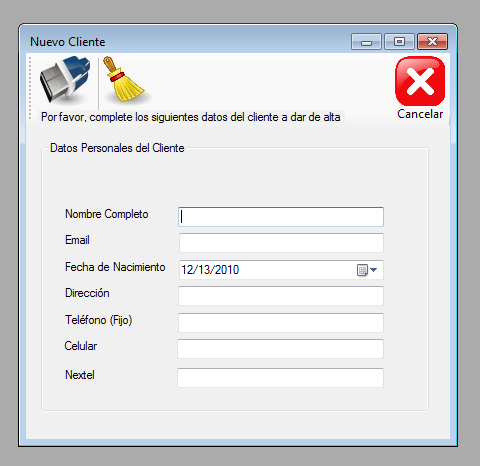 Nuevo Cliente
Cancelar
Por favor, complete los siguientes datos del cliente a dar de alta
Datos Personales del Cliente
Nombre Completo
Email
Fecha de Nacimiento 12/13/2010
Dirección
Teléfono (Fijo)
Celular
Nextel